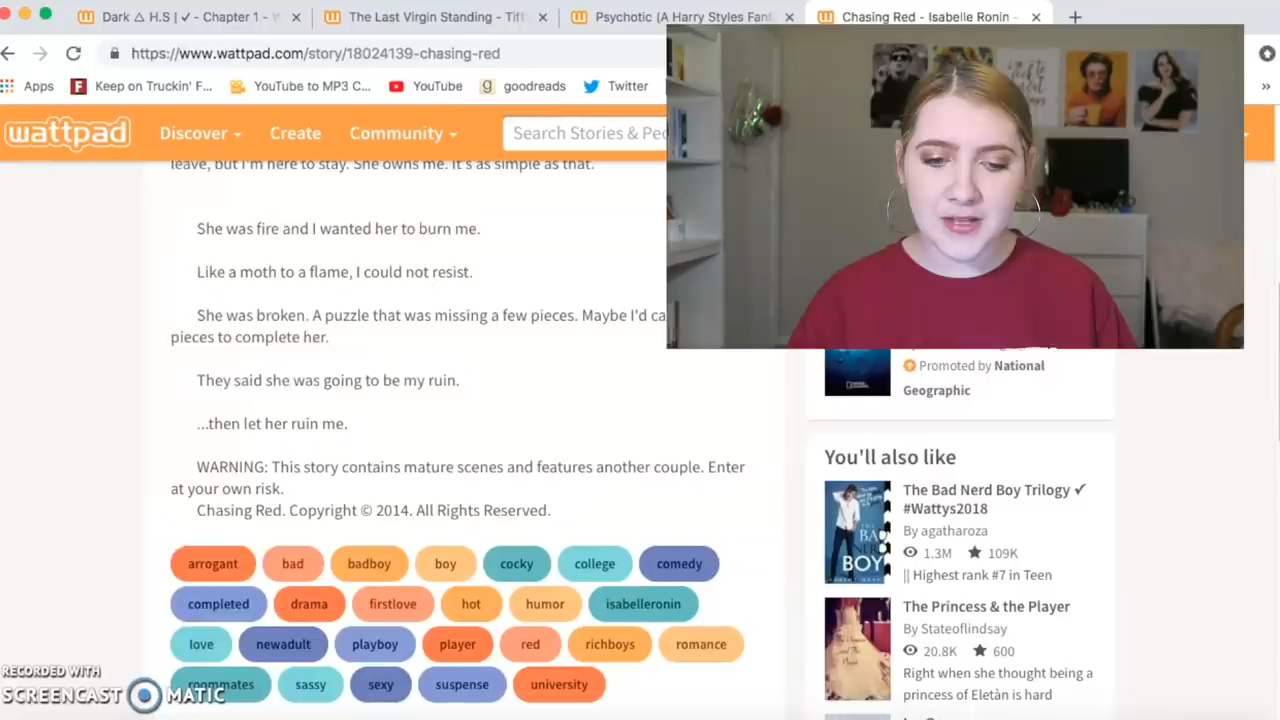 Dark △ H.S | ✓ - Chapter 1 - W
The Last Virgin Standing - Tiff
Psychotic (A Harry Styles Fanf
Chasing Red - Isabelle Ronin -
https://www.wattpad.com/story/18024139-chasing-red
Apps
Keep on Truckin' F...
YouTube to MP3 C...
YouTube
goodreads
Twitter
wattpad
Discover
Create
Community
Search Stories & Peo
leave, but I'm here to stay. She owns me. It's as simple as that.
She was fire and I wanted her to burn me.
Like a moth to a flame, I could not resist.
She was broken. A puzzle that was missing a few pieces. Maybe I'd ca
pieces to complete her.
They said she was going to be my ruin.
...then let her ruin me.
WARNING: This story contains mature scenes and features another couple. Enter
at your own risk.
Chasing Red. Copyright © 2014. All Rights Reserved.
arrogant bad badboy boy cocky college comedy
completed drama firstlove hot humor isabelleronin
love newadult playboy player red richboys romance
roommates sassy sexy suspense university
Promoted by National
Geographic
You'll also like
The Bad Nerd Boy Trilogy ✓
#Wattys2018
By agatharoza
1.3M 109K
|| Highest rank #7 in Teen
The Princess & the Player
By Stateoflindsay
20.8K 600
Right when she thought being a
princess of Eletàn is hard
RECORDED WITH
SCREENCAST MATIC